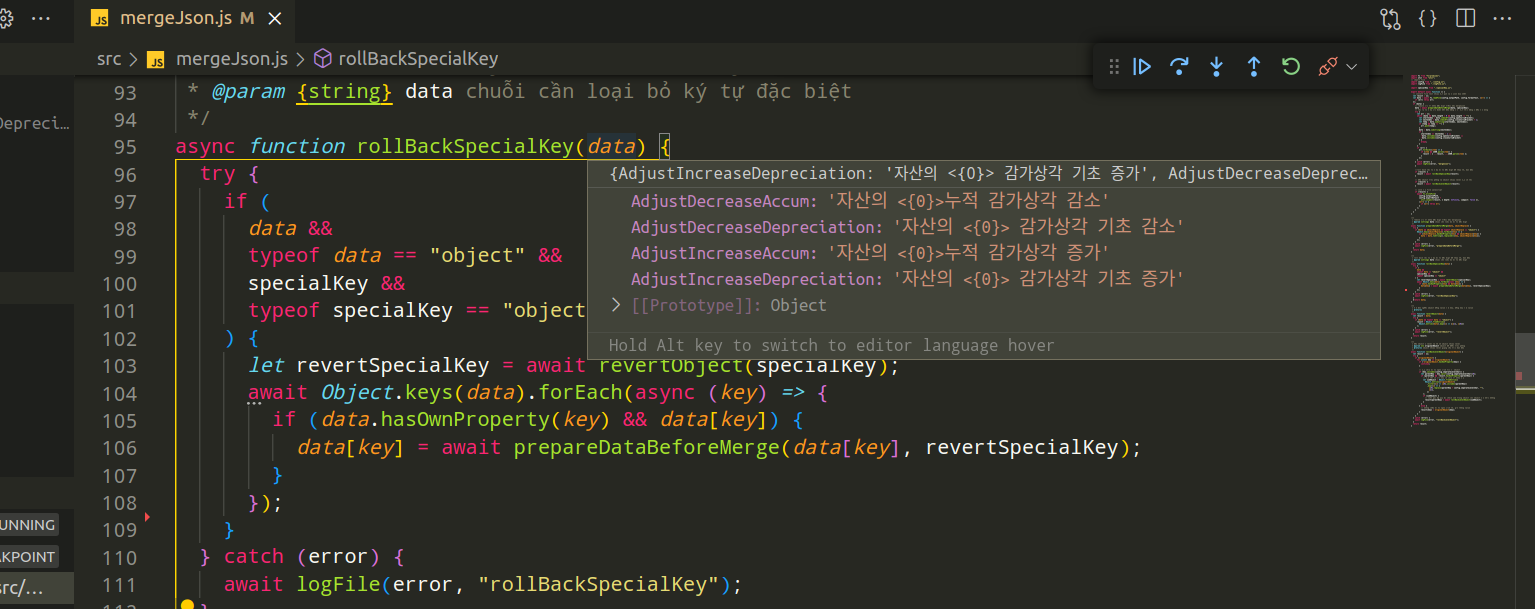 JS mergeJson.js M
src > JS mergeJson.js > rollBackSpecialKey
Depreci...
93 * @param {string} data chuỗi cần loại bỏ ký tự đặc biệt
94 */
95 async function rollBackSpecialKey(data) {
96 try {
{AdjustIncreaseDepreciation: '자산의 <{0}> 감가상각 기초 증가', AdjustDecreaseDeprec…
97 if (
AdjustDecreaseAccum: '자산의 <{0}>누적 감가상각 감소'
98 data &&
AdjustDecreaseDepreciation: '자산의 <{0}> 감가상각 기초 감소'
99 typeof data == "object" &&
AdjustIncreaseAccum: '자산의 <{0}>누적 감가상각 증가'
100 specialKey &&
AdjustIncreaseDepreciation: '자산의 <{0}> 감가상각 기초 증가'
101 typeof specialKey == "object
[[Prototype]]: Object
102 ) {
Hold Alt key to switch to editor language hover
103 let revertSpecialKey = await revertObject(specialKey);
104 await Object.keys(data).forEach(async (key) => {
105 if (data.hasOwnProperty(key) && data[key]) {
106 data[key] = await prepareDataBeforeMerge(data[key], revertSpecialKey);
107 }
108 });
109 }
110 } catch (error) {
111 await logFile(error, "rollBackSpecialKey");
UNNING
KPOINT
src/...